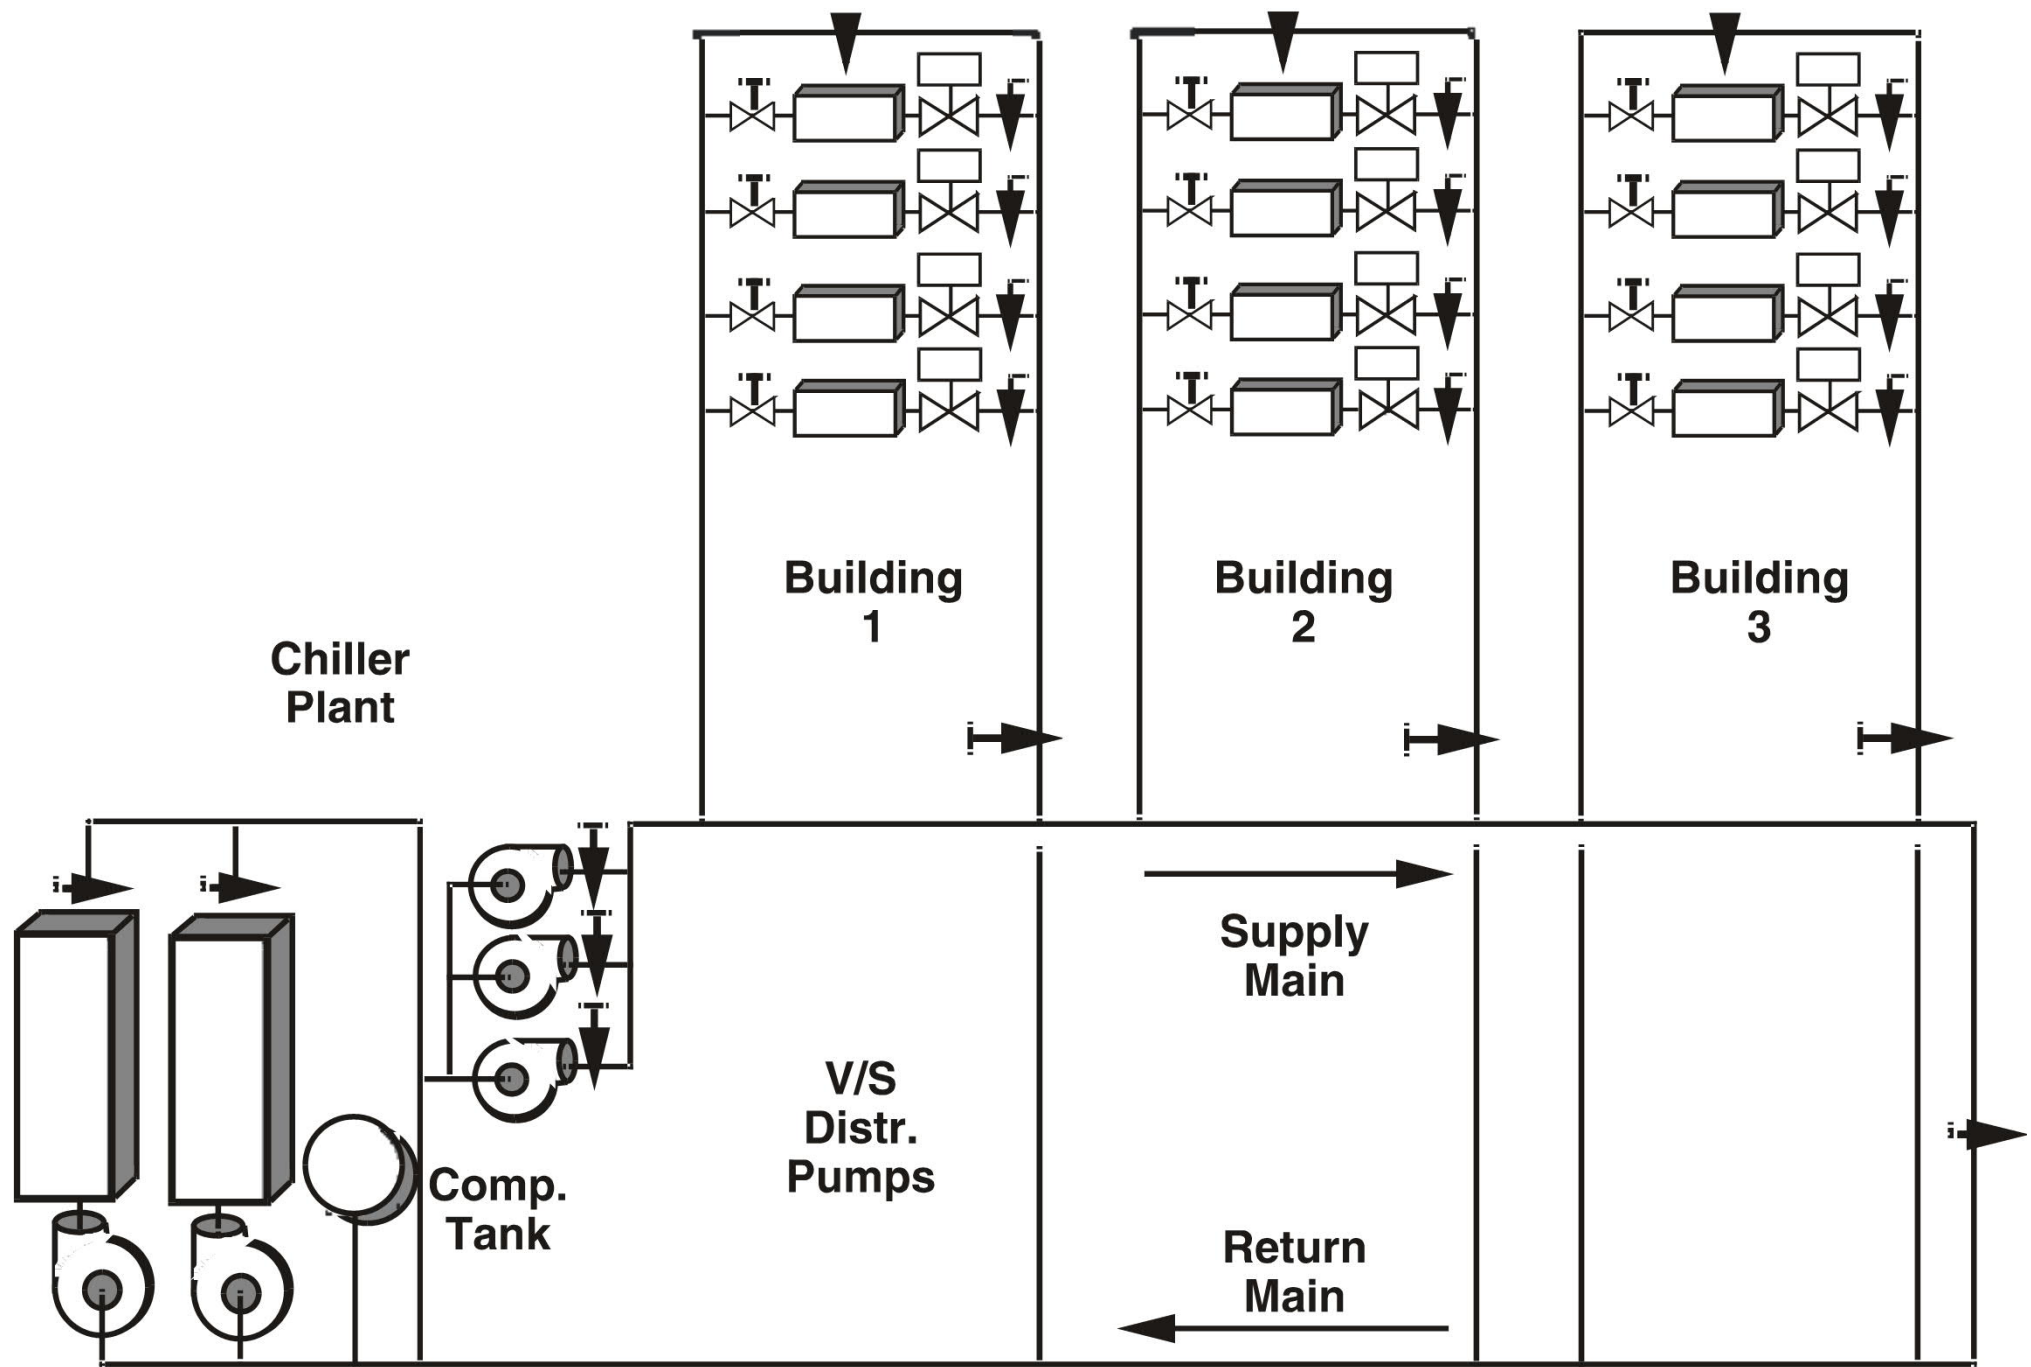 Building
1
Building
2
Building
3
Chiller
Plant
Supply
Main
V/S
Distr.
Pumps
Comp.
Tank
Return
Main